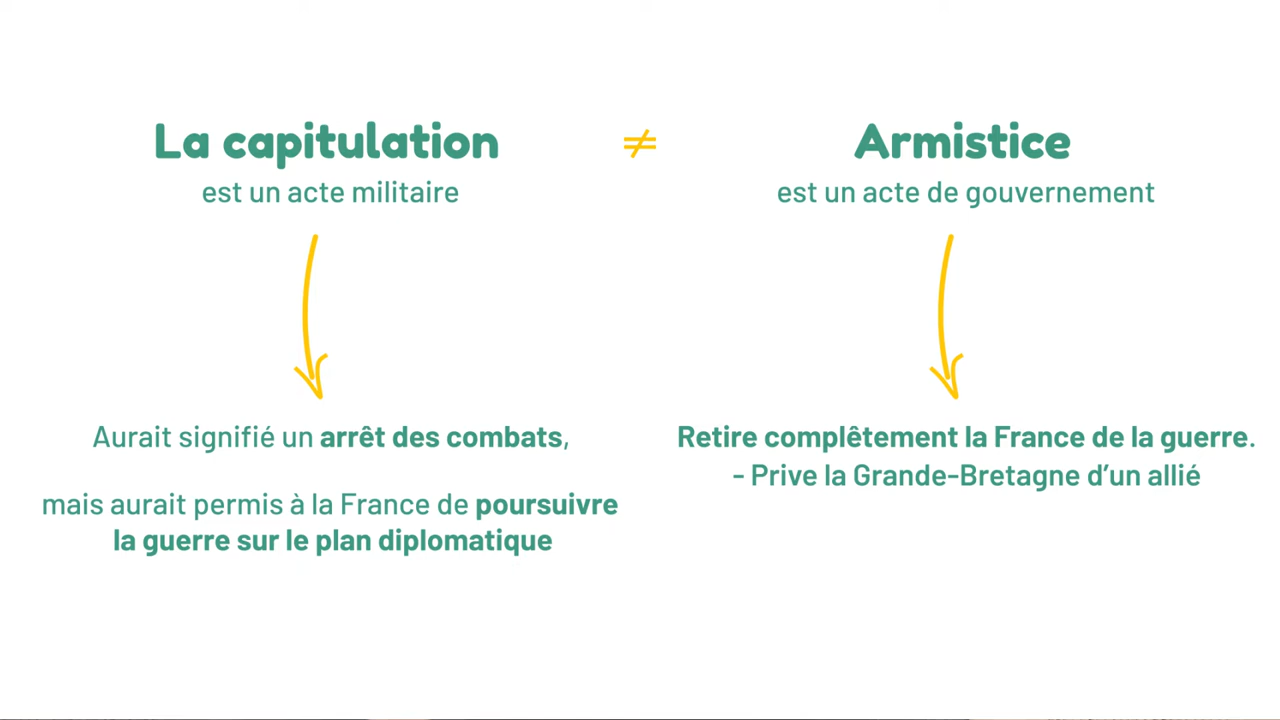 La capitulation
est un acte militaire
≠
Armistice
est un acte de gouvernement
Aurait signifié un arrêt des combats,
mais aurait permis à la France de poursuivre
la guerre sur le plan diplomatique
Retire complêtement la France de la guerre.
- Prive la Grande-Bretagne d’un allié